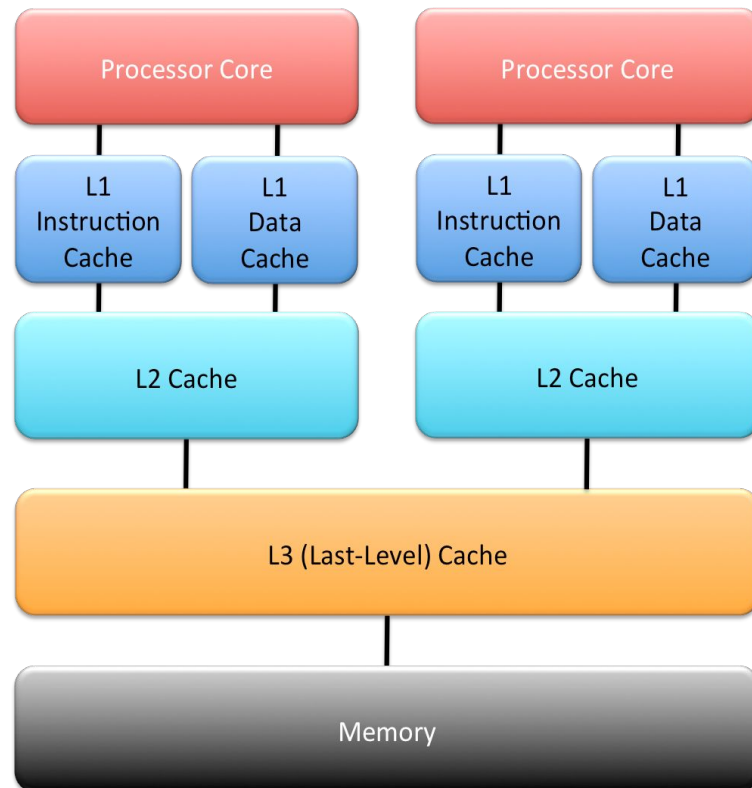 Processor Core
Processor Core
L1
Instruction
Cache
L1
Data
Cache
L1
Instruction
Cache
L1
Data
Cache
L2 Cache
L2 Cache
L3 (Last-Level) Cache
Memory